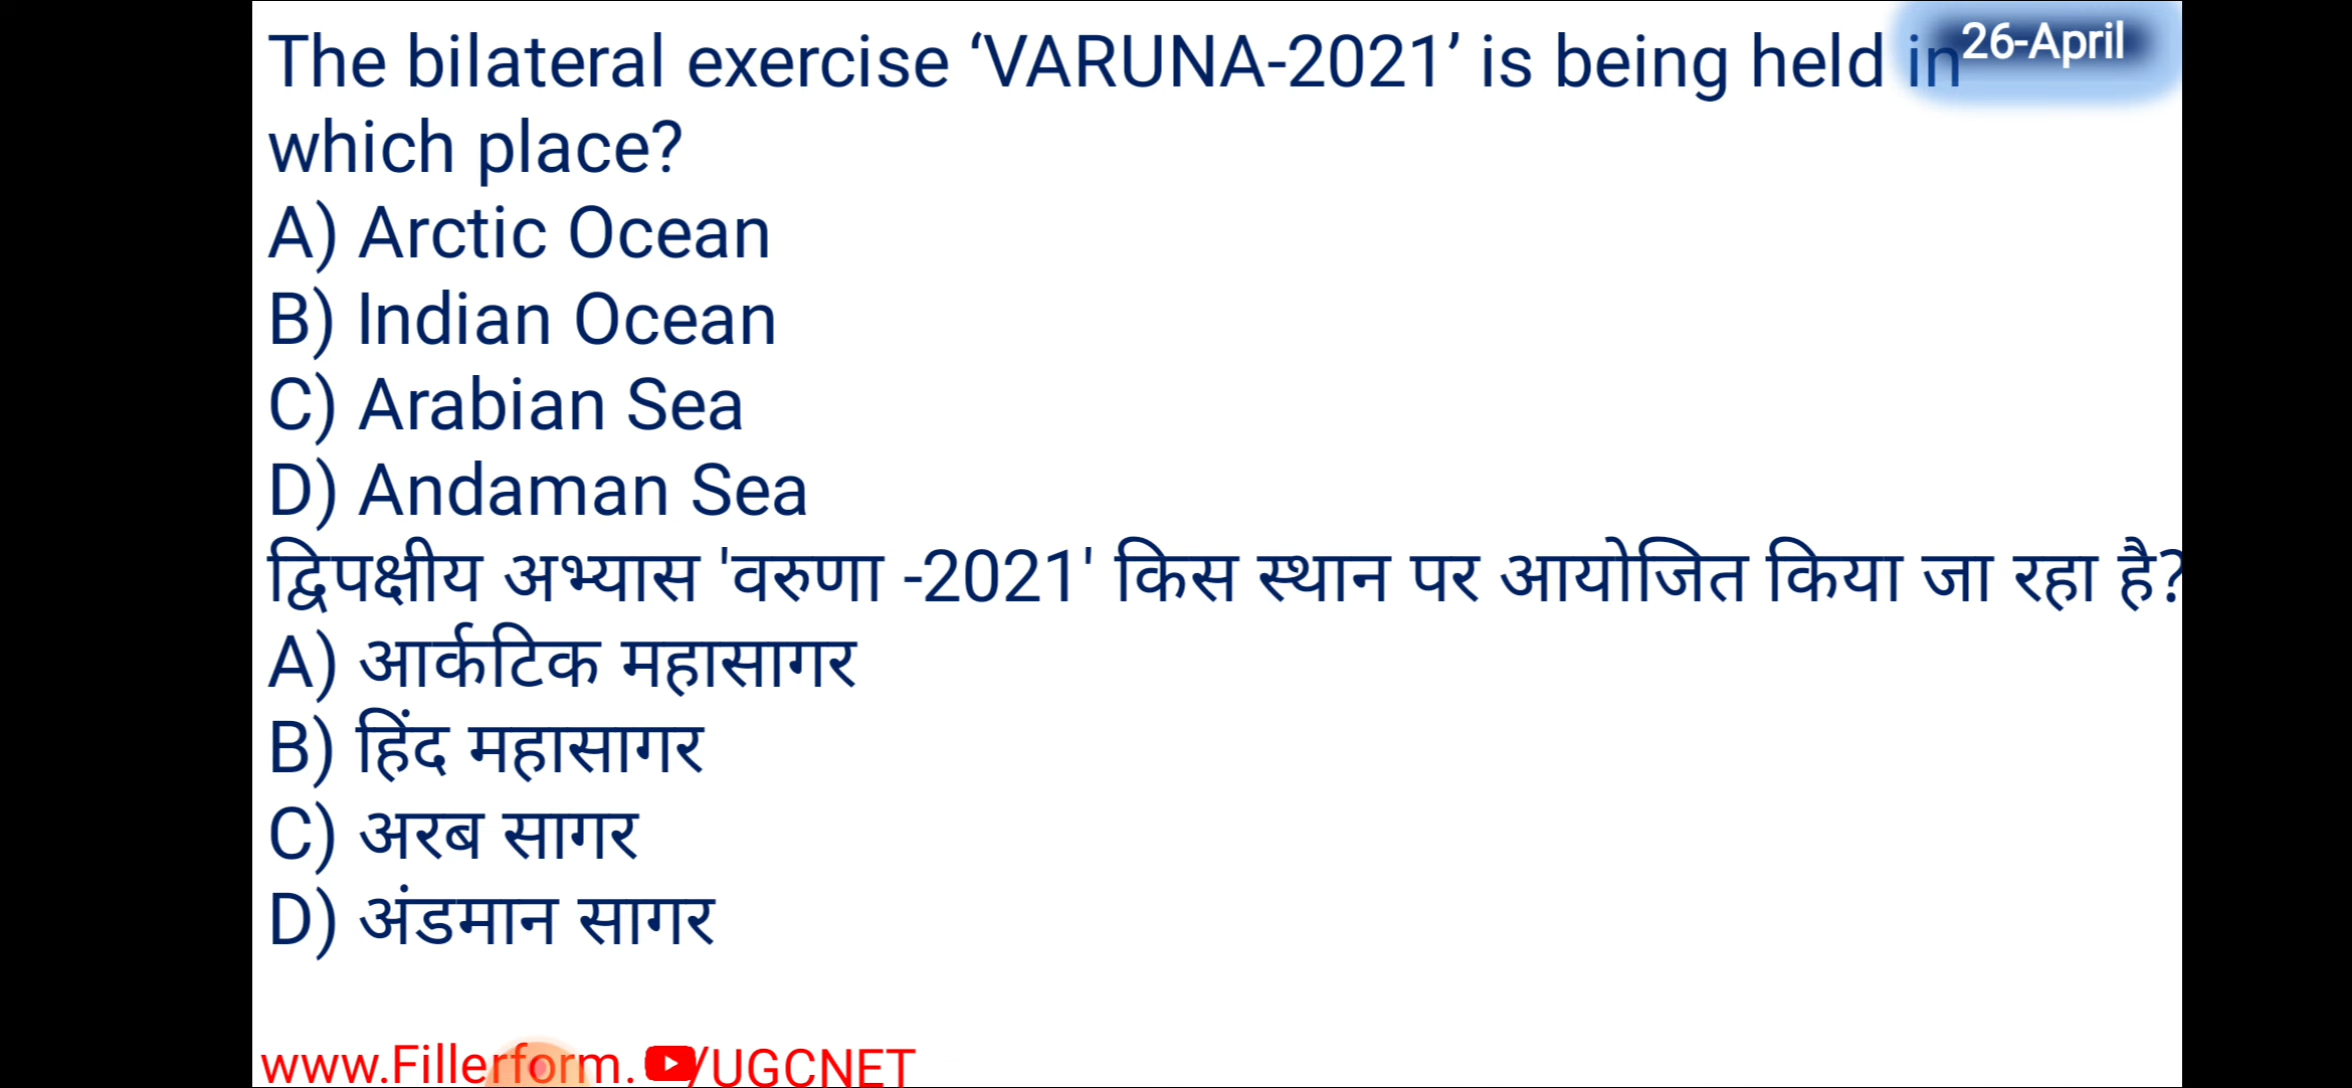 The bilateral exercise ‘VARUNA-2021’ is being held in
26-April
which place?
A) Arctic Ocean
B) Indian Ocean
C) Arabian Sea
D) Andaman Sea
द्विपक्षीय अभ्यास 'वरुणा -2021' किस स्थान पर आयोजित किया जा रहा है?
A) आर्कटिक महासागर
B) हिंद महासागर
C) अरब सागर
D) अंडमान सागर
www.Fillerform. /UGCNET